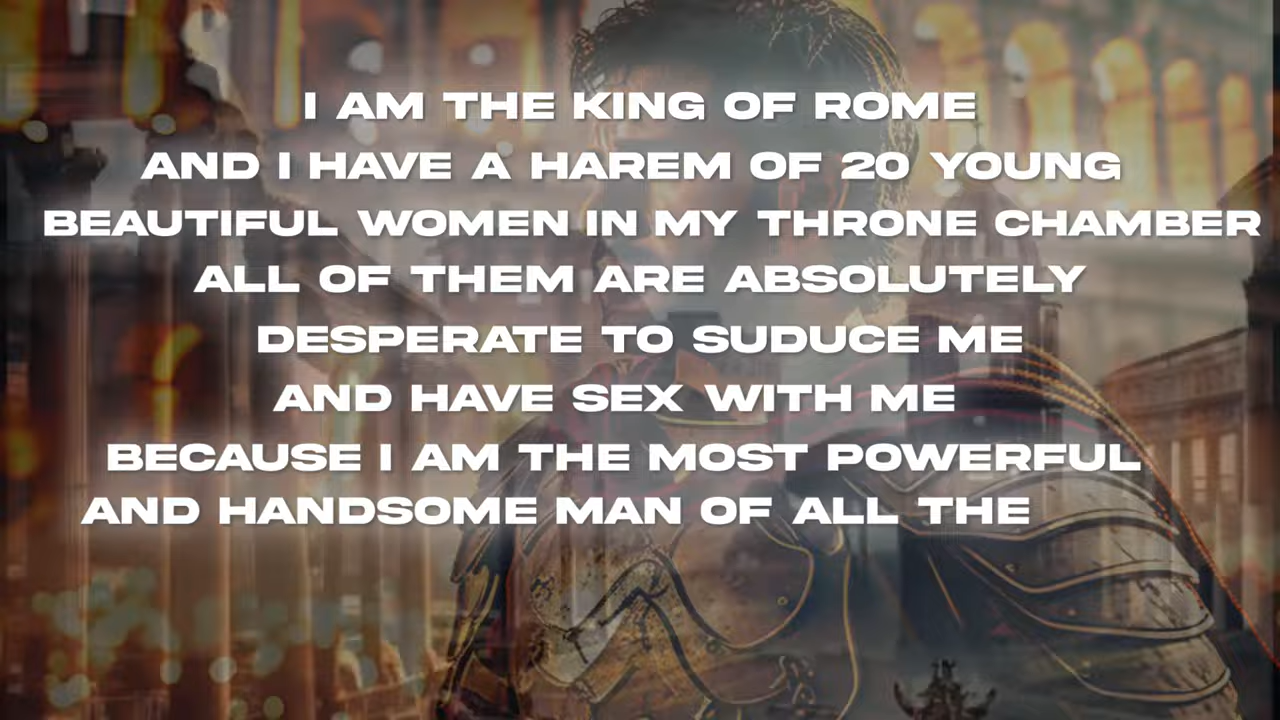 I AM THE KING OF ROME
AND I HAVE A HAREM OF 20 YOUNG
BEAUTIFUL WOMEN IN MY THRONE CHAMBER
ALL OF THEM ARE ABSOLUTELY
DESPERATE TO SUDUCE ME
AND HAVE SEX WITH ME
BECAUSE I AM THE MOST POWERFUL
AND HANDSOME MAN OF ALL THE